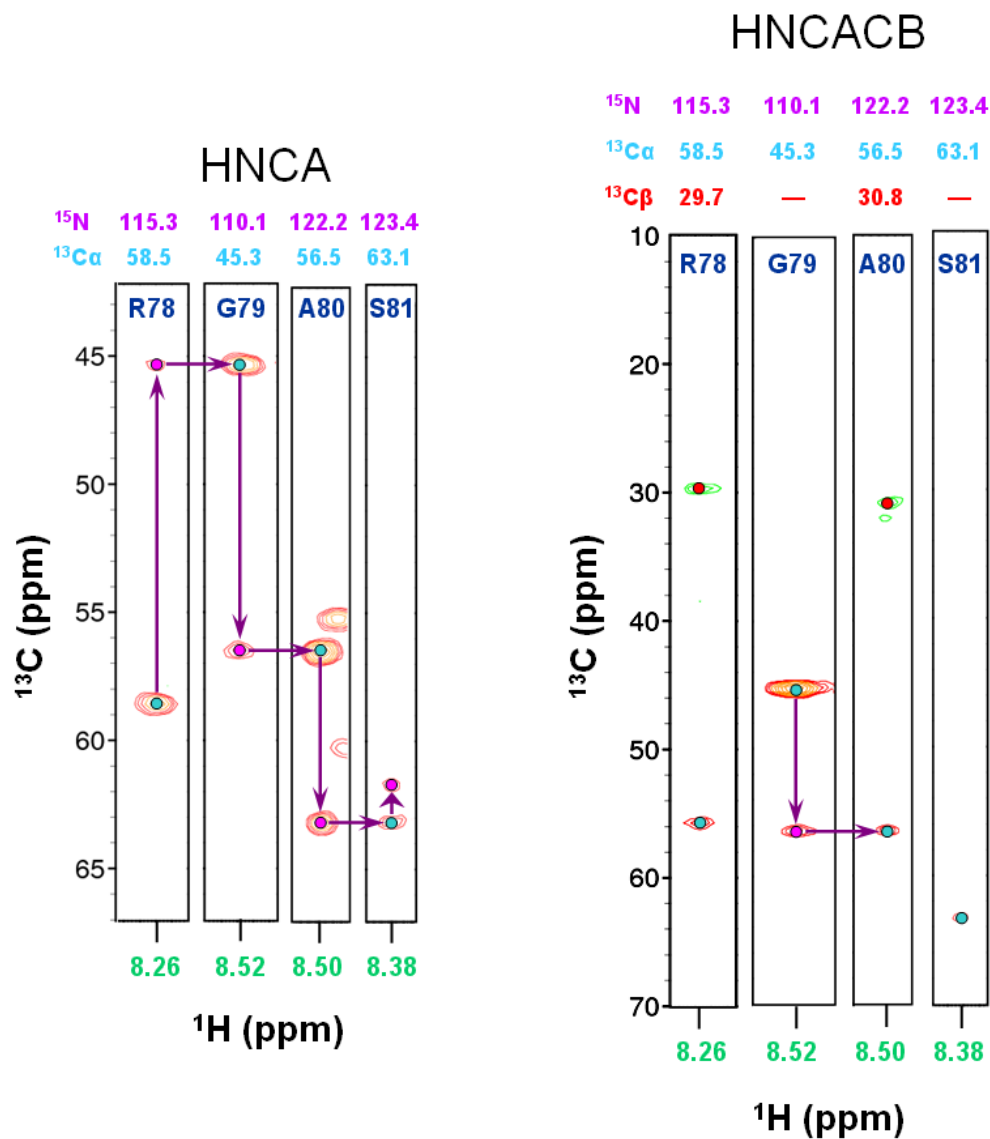 HNCA
¹⁵N 115.3 110.1 122.2 123.4
¹³Cα 58.5 45.3 56.5 63.1
R78 G79 A80 S81
45
50
55
60
65
¹³C (ppm)
8.26 8.52 8.50 8.38
¹H (ppm)
HNCACB
¹⁵N 115.3 110.1 122.2 123.4
¹³Cα 58.5 45.3 56.5 63.1
¹³Cβ 29.7 — 30.8 —
R78 G79 A80 S81
10
20
30
40
50
60
70
¹³C (ppm)
8.26 8.52 8.50 8.38
¹H (ppm)